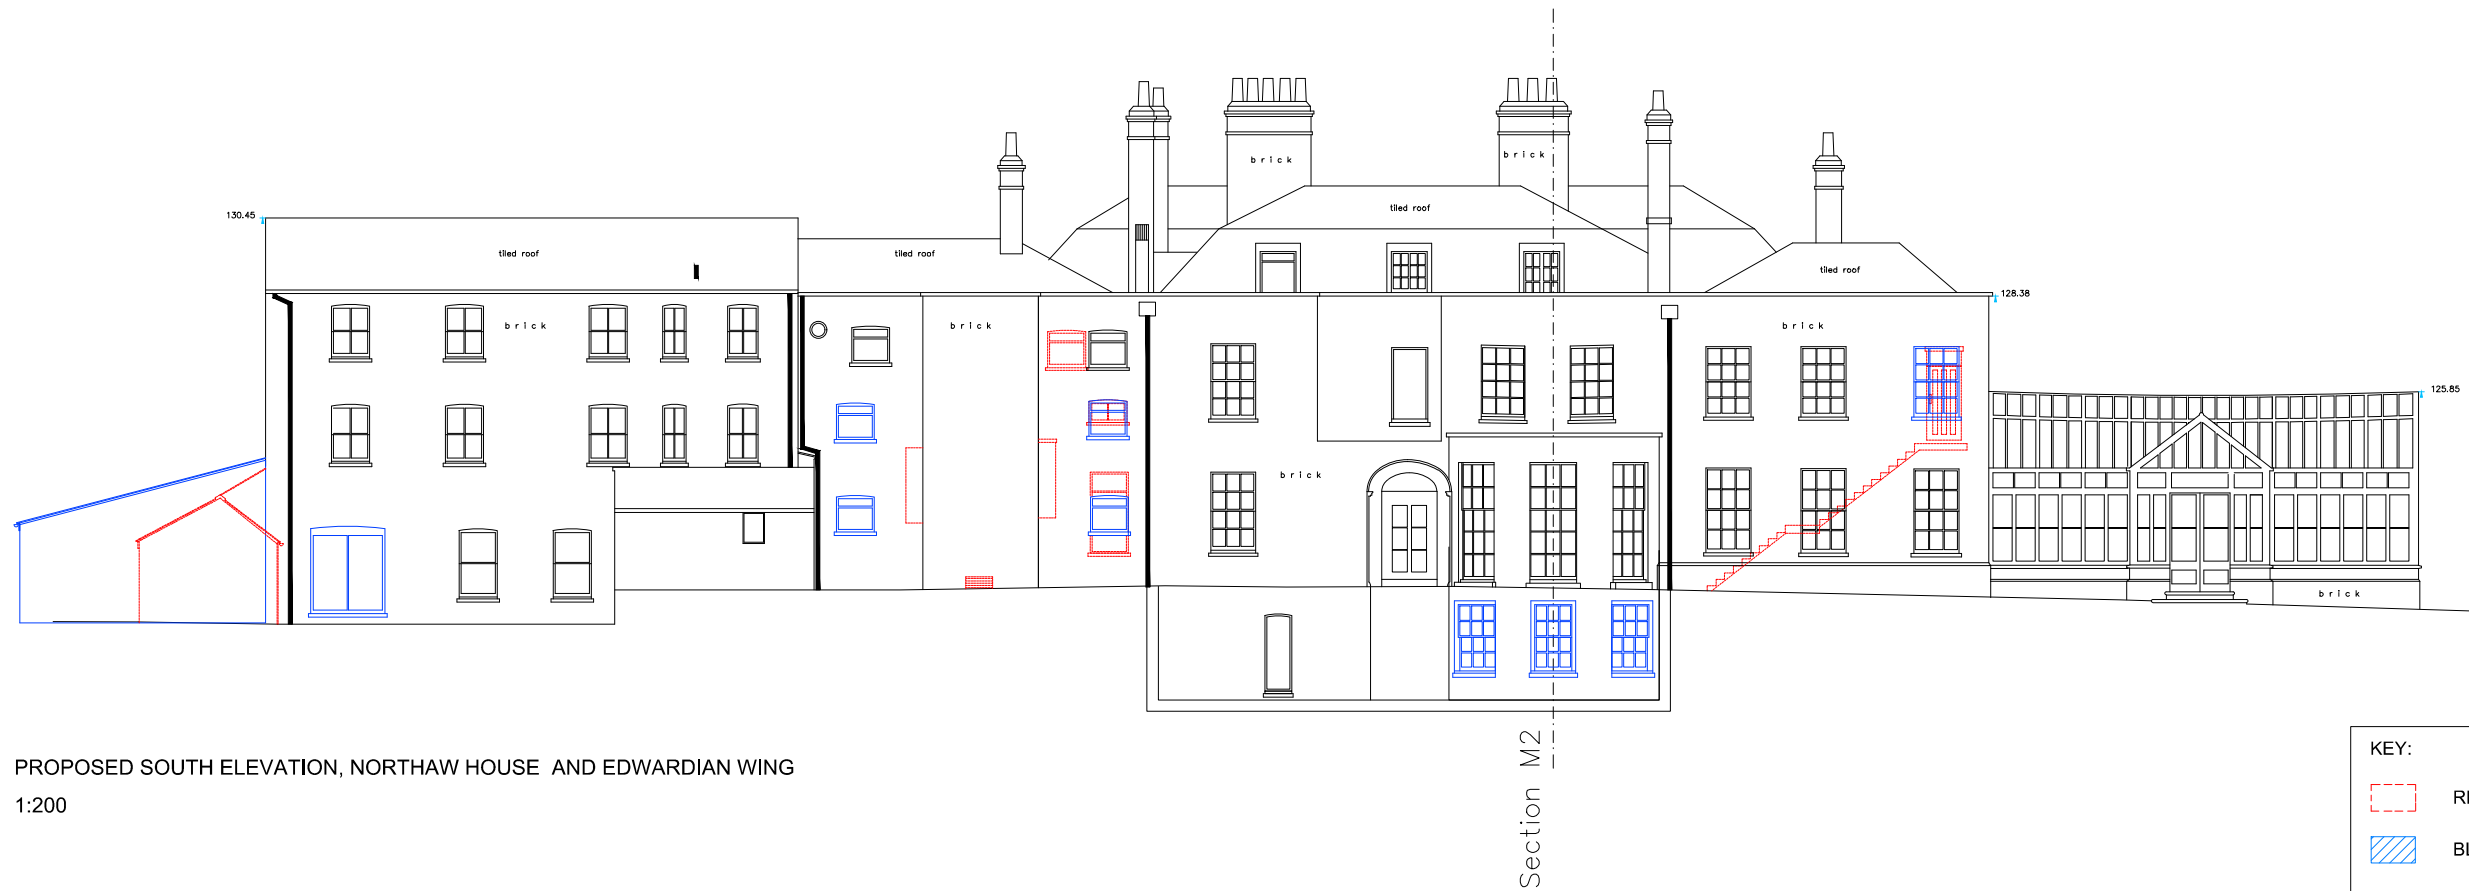 130.45
tiled roof
tiled roof
brick
brick
tiled roof
tiled roof
128.38
brick
brick
brick
brick
125.85
brick
Section M2
PROPOSED SOUTH ELEVATION, NORTHAW HOUSE AND EDWARDIAN WING
1:200
KEY: